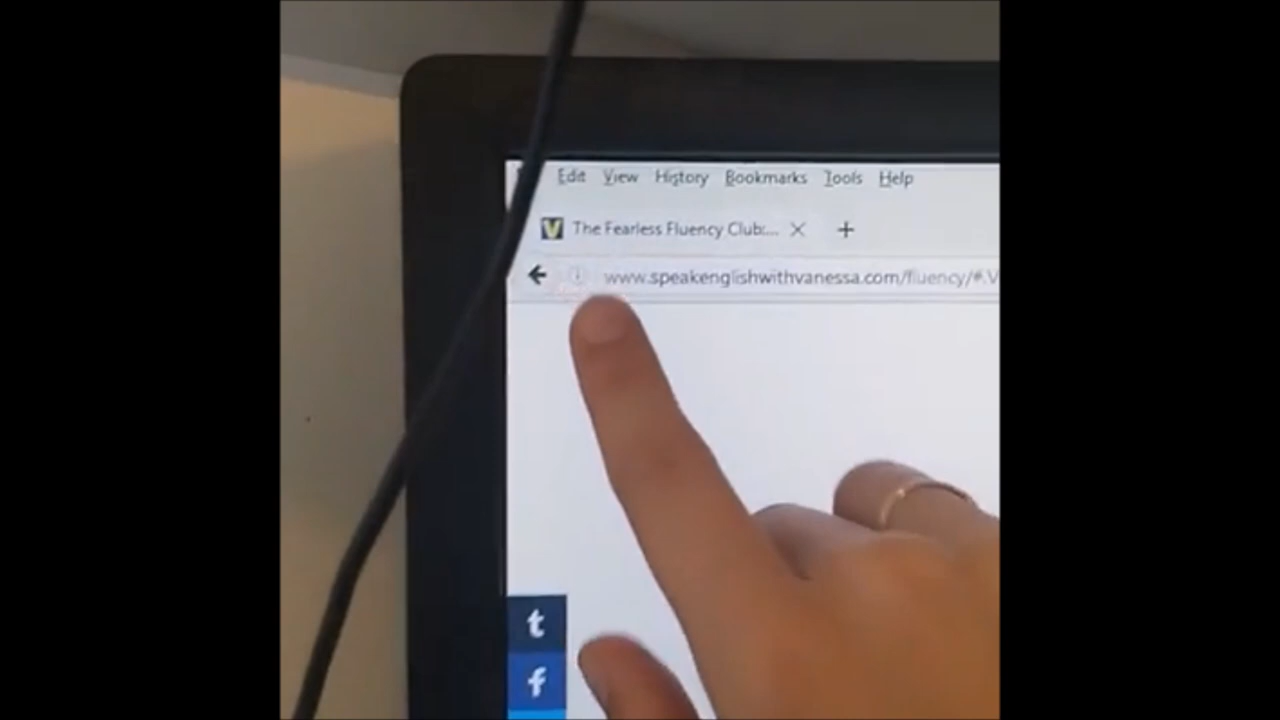 Edit View History Bookmarks Tools Help
V The Fearless Fluency Club:...
www.speakenglishwithvanessa.com/fluency/#.V
t
f